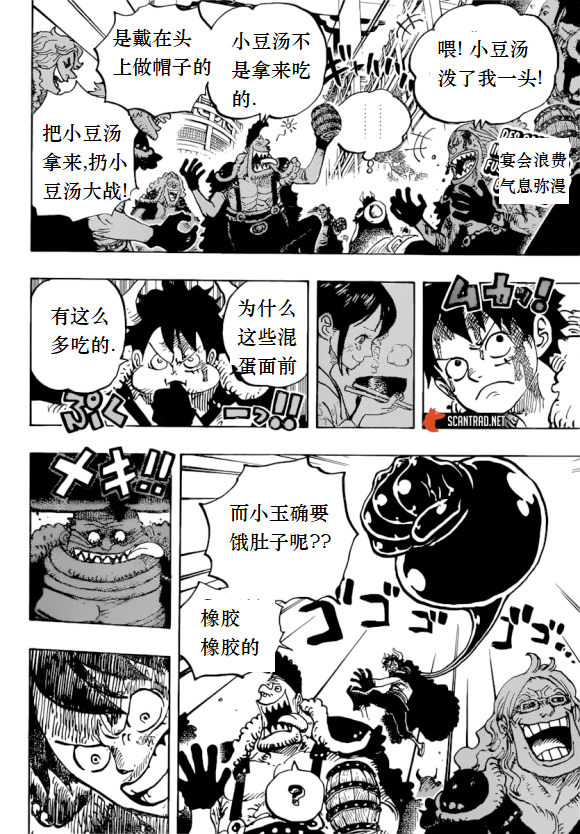 喂! 小豆汤
泼了我一头!
宴会浪费
气息弥漫
小豆汤不
是拿来吃
的.
是戴在头
上做帽子的
把小豆汤
拿来,扔小
豆汤大战!
ムカッ!
SCANTRAD.NET
为什么
这些混
蛋面前
有这么
多吃的.
ぷくーっ!!
メキ!!
而小玉确要
饿肚子呢??
橡胶
橡胶的
ゴゴゴゴ
?